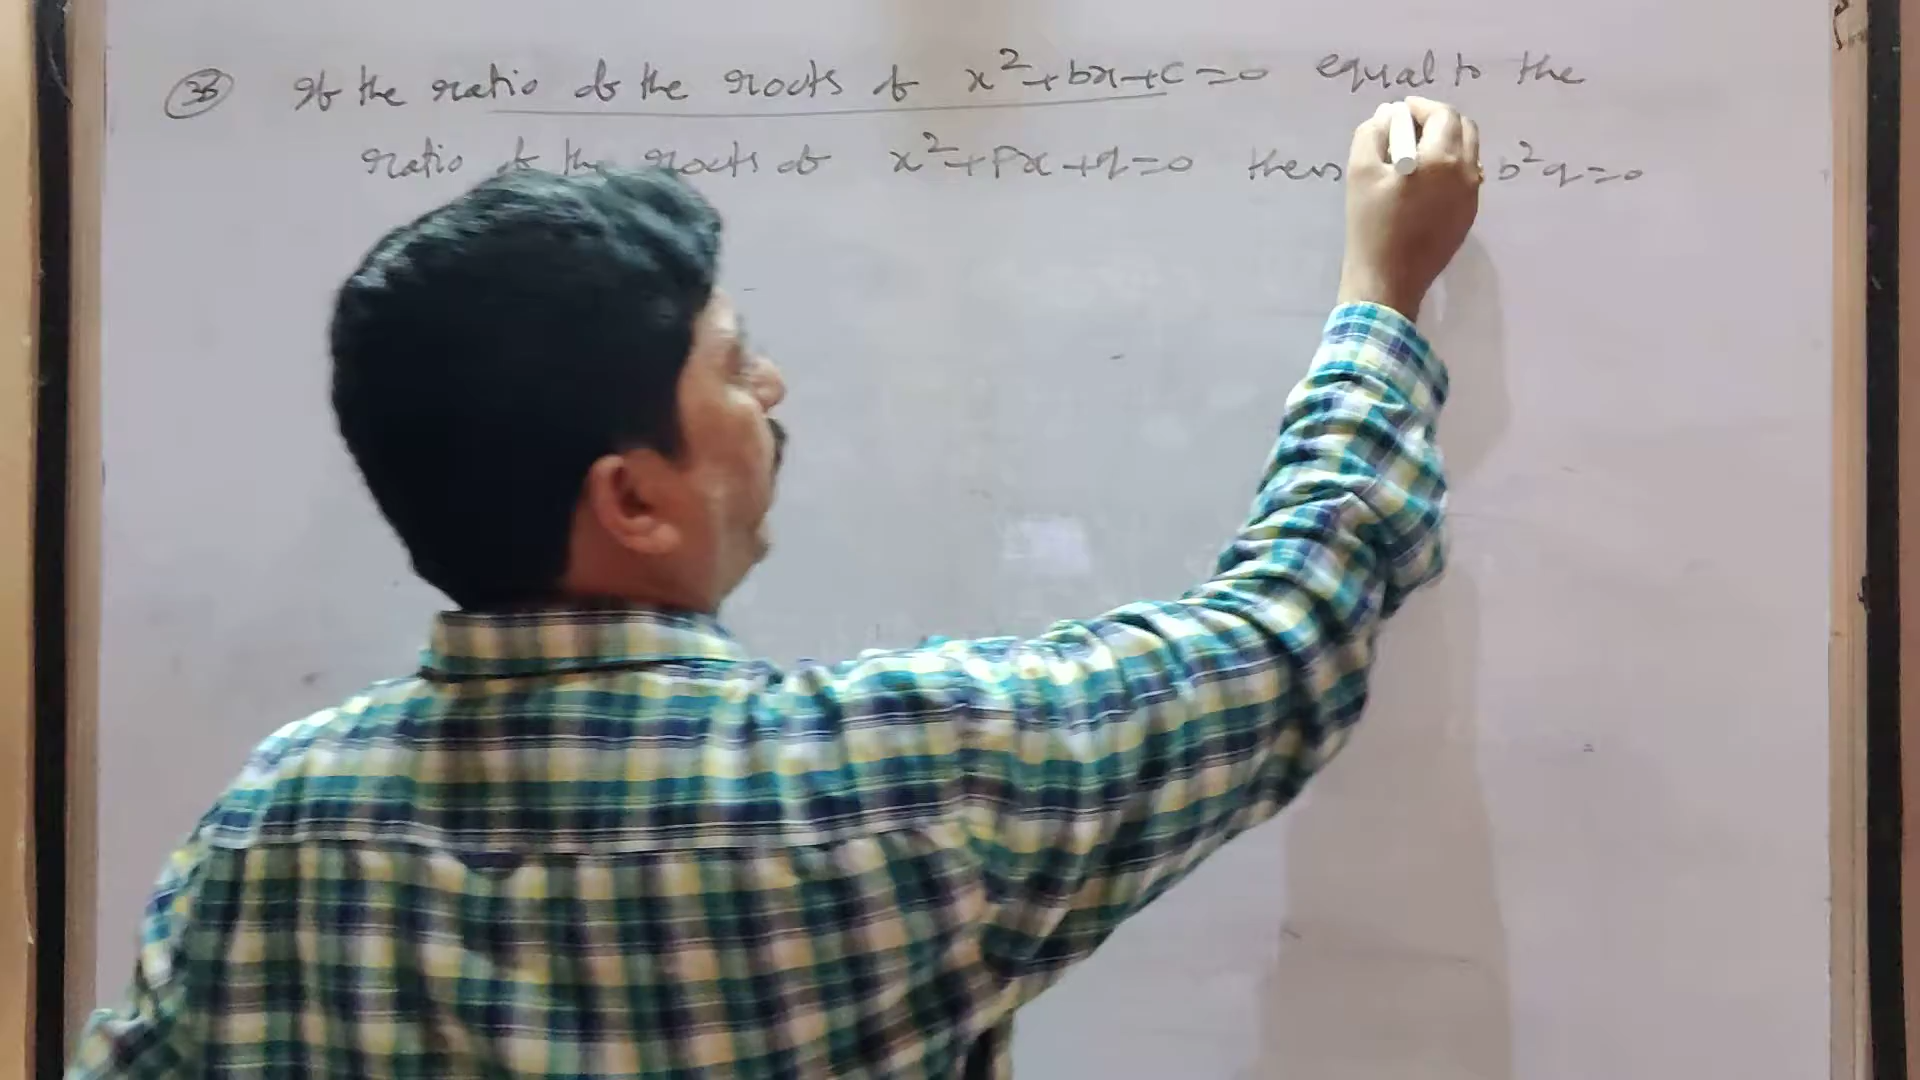 36 If the ratio of the roots of x²+bx+c=0 equal to the
ratio of the roots of x²+px+q=0 then b²q=0